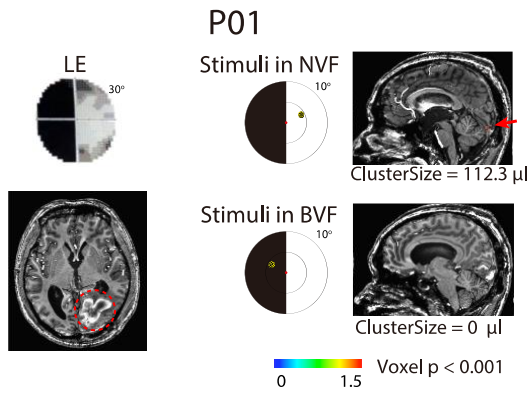 P01
LE
30°
Stimuli in NVF
10°
ClusterSize = 112.3 μl
Stimuli in BVF
10°
ClusterSize = 0 μl
Voxel p < 0.001
0 1.5